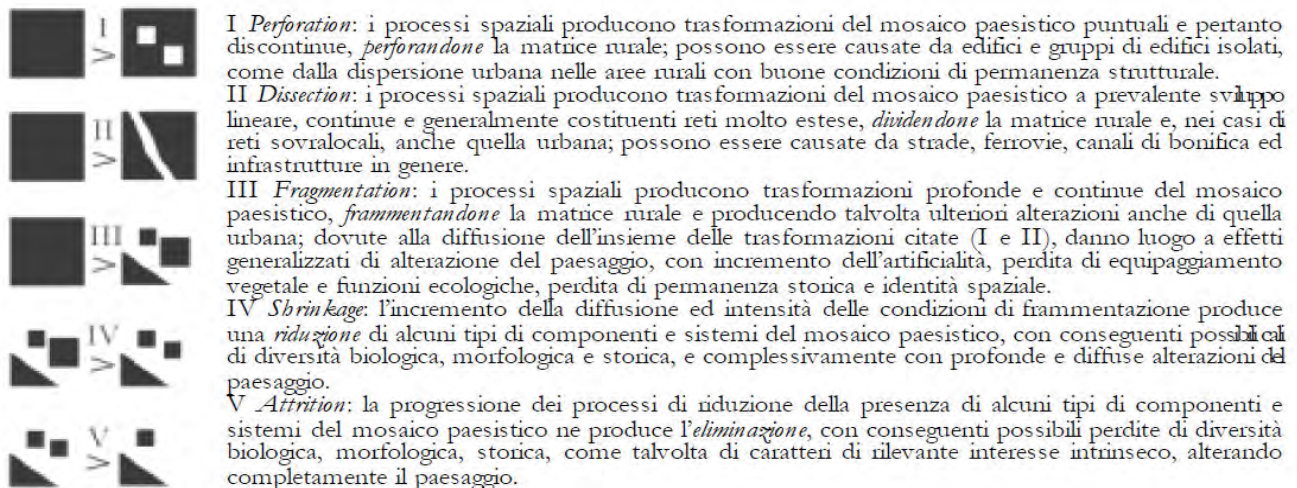 I > I Perforation: i processi spaziali producono trasformazioni del mosaico paesistico puntuali e pertanto
discontinue, perforandone la matrice rurale; possono essere causate da edifici e gruppi di edifici isolati,
come dalla dispersione urbana nelle aree rurali con buone condizioni di permanenza strutturale.
II > II Dissection: i processi spaziali producono trasformazioni del mosaico paesistico a prevalente sviluppo
lineare, continue e generalmente costituenti reti molto estese, dividendone la matrice rurale e, nei casi di
reti sovralocali, anche quella urbana; possono essere causate da strade, ferrovie, canali di bonifica ed
infrastrutture in genere.
III > III Fragmentation: i processi spaziali producono trasformazioni profonde e continue del mosaico
paesistico, frammentandone la matrice rurale e producendo talvolta ulteriori alterazioni anche di quella
urbana; dovute alla diffusione dell'insieme delle trasformazioni citate (I e II), danno luogo a effetti
generalizzati di alterazione del paesaggio, con incremento dell'artificialità, perdita di equipaggiamento
vegetale e funzioni ecologiche, perdita di permanenza storica e identità spaziale.
IV > IV Shrinkage: l'incremento della diffusione ed intensità delle condizioni di frammentazione produce
una riduzione di alcuni tipi di componenti e sistemi del mosaico paesistico, con conseguenti
di diversità biologica, morfologica e storica, e complessivamente con profonde e diffuse alterazioni del
paesaggio.
V > V Attrition: la progressione dei processi di riduzione della presenza di alcuni tipi di componenti e
sistemi del mosaico paesistico ne produce l'eliminazione, con conseguenti possibili perdite di diversità
biologica, morfologica, storica, come talvolta di caratteri di rilevante interesse intrinseco, alterando
completamente il paesaggio.